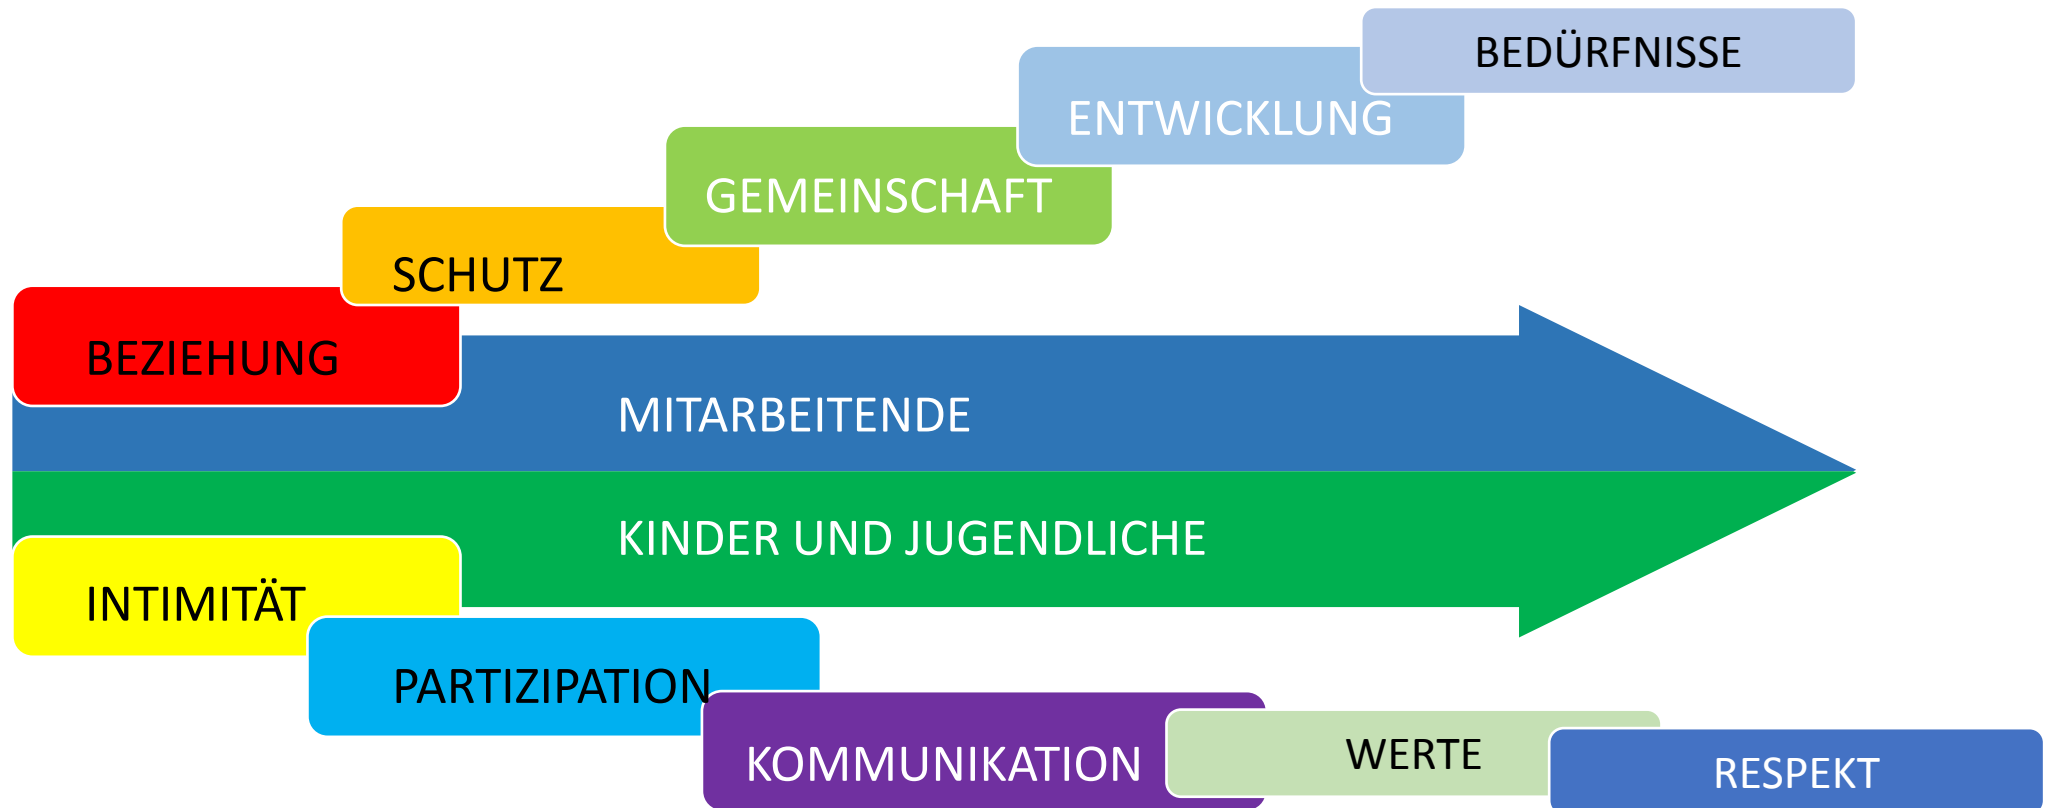 BEDÜRFNISSE
ENTWICKLUNG
GEMEINSCHAFT
SCHUTZ
BEZIEHUNG
MITARBEITENDE
KINDER UND JUGENDLICHE
INTIMITÄT
PARTIZIPATION
KOMMUNIKATION
WERTE
RESPEKT